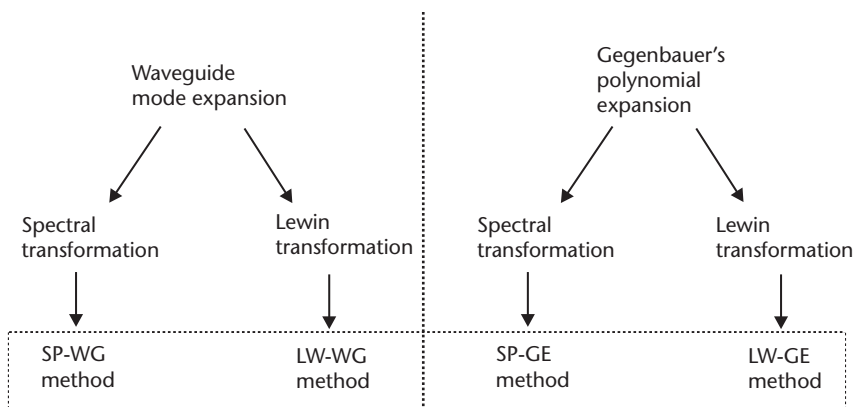 Waveguide
mode expansion
Gegenbauer's
polynomial
expansion
Spectral
transformation
Lewin
transformation
Spectral
transformation
Lewin
transformation
SP-WG
method
LW-WG
method
SP-GE
method
LW-GE
method